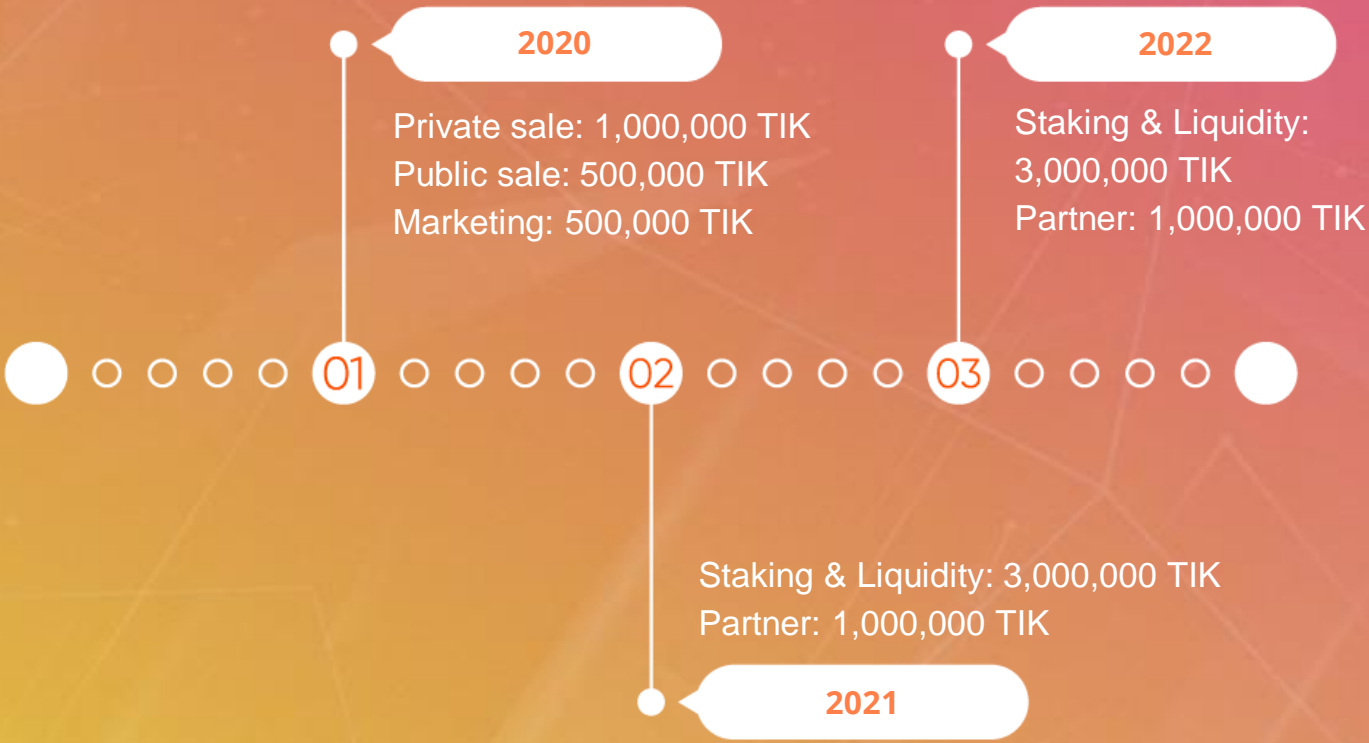 2020
Private sale: 1,000,000 TIK
Public sale: 500,000 TIK
Marketing: 500,000 TIK
2022
Staking & Liquidity:
3,000,000 TIK
Partner: 1,000,000 TIK
01
02
03
Staking & Liquidity: 3,000,000 TIK
Partner: 1,000,000 TIK
2021